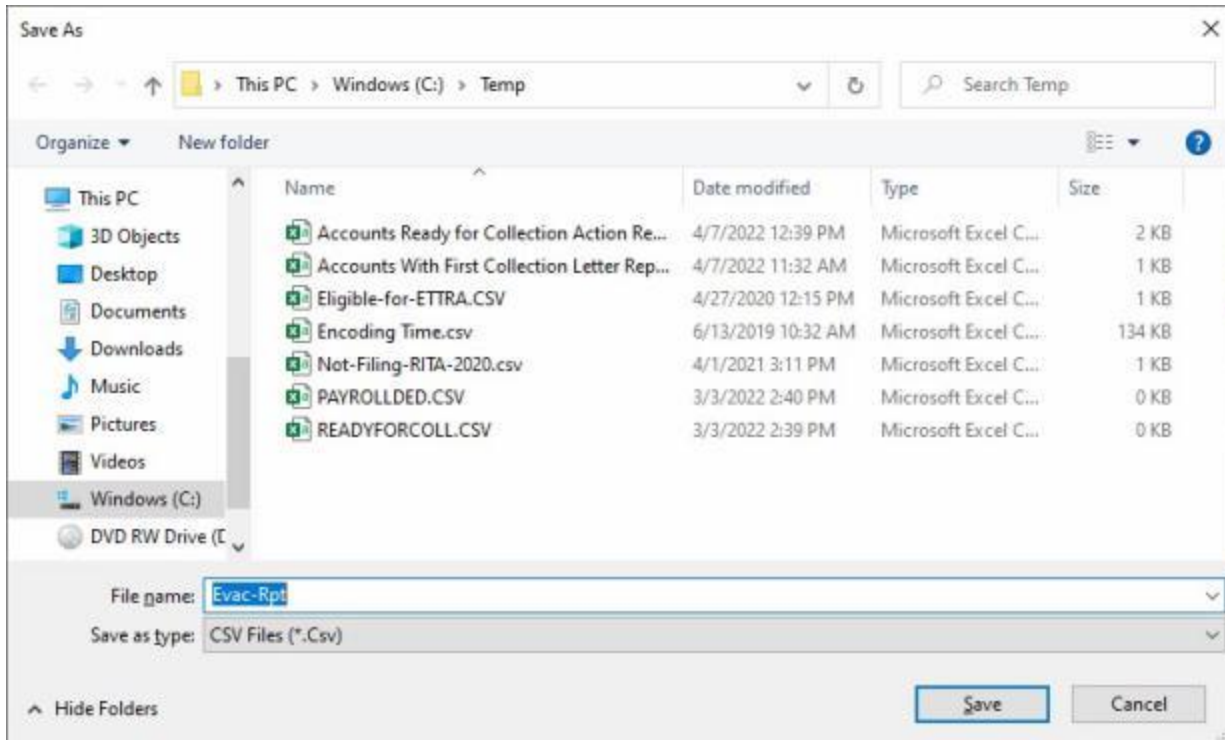 Save As
This PC > Windows (C:) > Temp
Search Temp
Organize
New folder
This PC
3D Objects
Desktop
Documents
Downloads
Music
Pictures
Videos
Windows (C:)
DVD RW Drive (D
Name Date modified Type Size
Accounts Ready for Collection Action Re... 4/7/2022 12:39 PM Microsoft Excel C... 2 KB
Accounts With First Collection Letter Rep... 4/7/2022 11:32 AM Microsoft Excel C... 1 KB
Eligible-for-ETTRA.CSV 4/27/2020 12:15 PM Microsoft Excel C... 1 KB
Encoding Time.csv 6/13/2019 10:32 AM Microsoft Excel C... 134 KB
Not-Filing-RITA-2020.csv 4/1/2021 3:11 PM Microsoft Excel C... 1 KB
PAYROLLDED.CSV 3/3/2022 2:40 PM Microsoft Excel C... 0 KB
READYFORCOLL.CSV 3/3/2022 2:39 PM Microsoft Excel C... 0 KB
File name: Evac-Rpt
Save as type: CSV Files (*.Csv)
Hide Folders
Save
Cancel